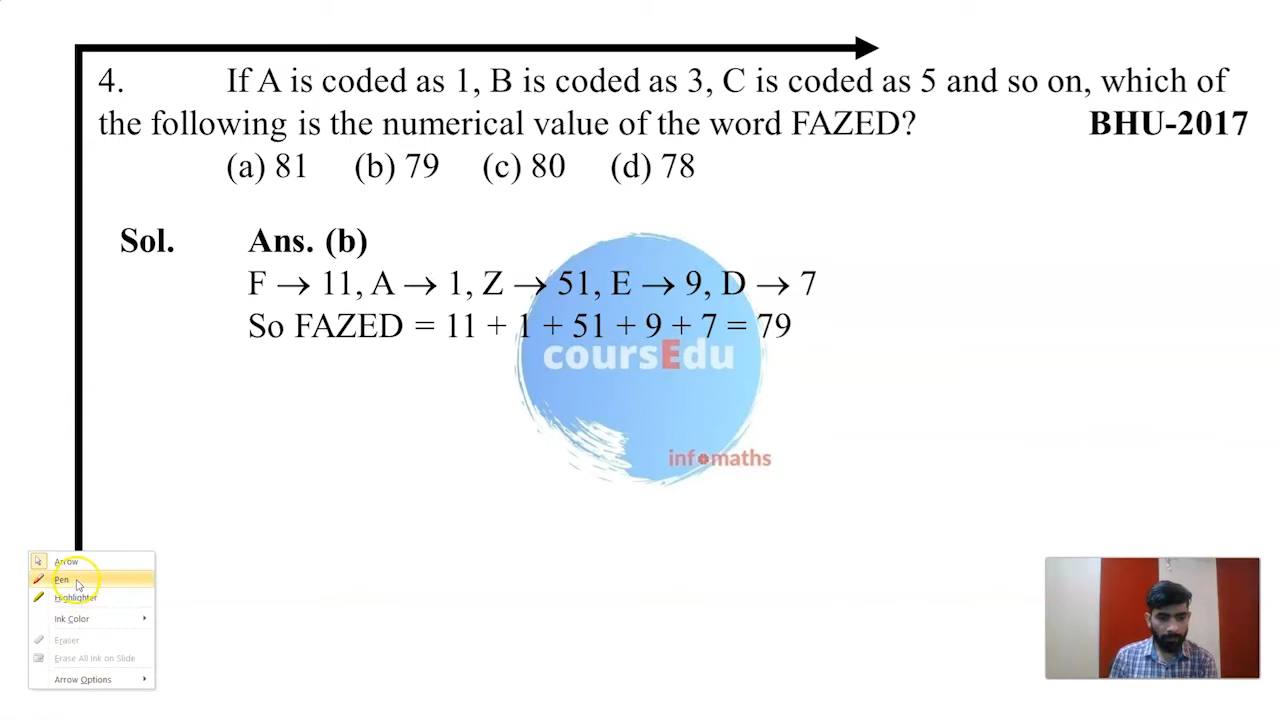 4. If A is coded as 1, B is coded as 3, C is coded as 5 and so on, which of
the following is the numerical value of the word FAZED? BHU-2017
(a) 81 (b) 79 (c) 80 (d) 78
Sol. Ans. (b)
F → 11, A → 1, Z → 51, E → 9, D → 7
So FAZED = 11 + 1 + 51 + 9 + 7 = 79
coursEdu
infomaths
Arrow
Pen
Highlighter
Ink Color
Eraser
Erase All Ink on Slide
Arrow Options